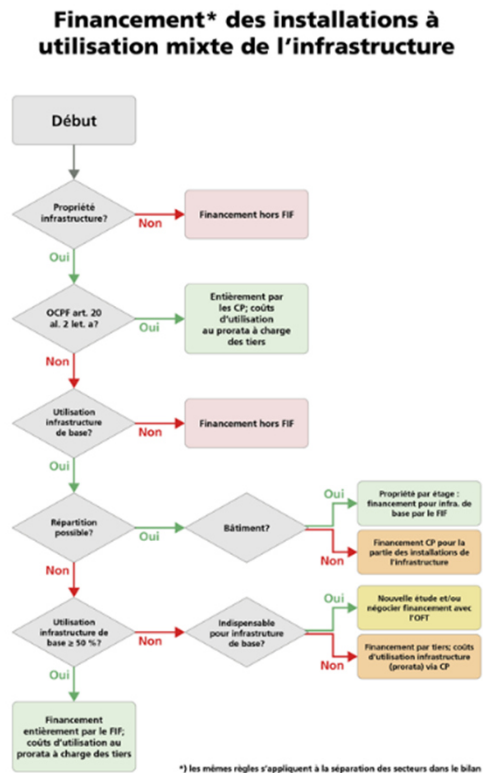 Financement* des installations à
utilisation mixte de l'infrastructure
Début
Propriété
infrastructure?
Non
Financement hors FIF
Oui
OCPF art. 20
al. 2 let. a?
Oui
Entièrement par
les CP; coûts
d'utilisation
au prorata à charge
des tiers
Non
Utilisation
infrastructure
de base?
Non
Financement hors FIF
Oui
Répartition
possible?
Oui
Bâtiment?
Oui
Propriété par étage :
financement pour infra. de
base par le FIF
Non
Financement CP pour la
partie des installations de
l'infrastructure
Non
Utilisation
infrastructure de
base ≥ 50 %?
Non
Indispensable
pour infrastruture
de base?
Oui
Nouvelle étude et/ou
négocier financement avec
l'OFT
Non
Financement par tiers; coûts
d'utilisation infrastructure
(prorata) via CP
Oui
Financement
entièrement par le FIF;
coûts d'utilisation au
prorata à charge des tiers
*) les mêmes règles s'appliquent à la séparation des secteurs dans le bilan